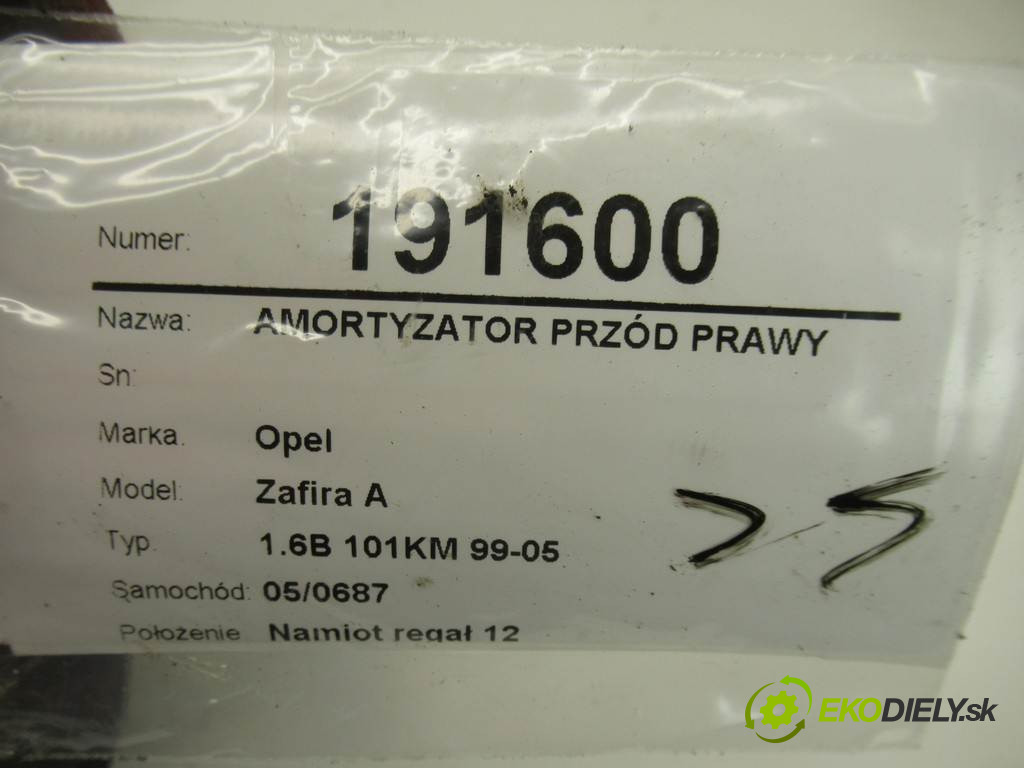 Numer: 191600
Nazwa: AMORTYZATOR PRZÓD PRAWY
Sn:
Marka: Opel
Model: Zafira A
Typ: 1.6B 101KM 99-05
Samochód: 05/0687
Położenie Namiot regał 12
EKODIELY.sk